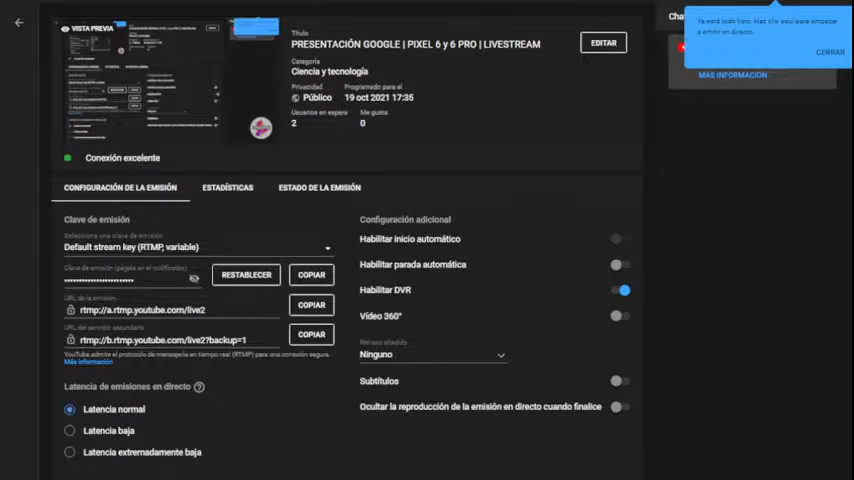 VISTA PREVIA
Título
PRESENTACIÓN GOOGLE | PIXEL 6 y 6 PRO | LIVESTREAM
EDITAR
Categoría
Ciencia y tecnología
Privacidad
Programado para el
Público
19 oct 2021 17:35
Usuarios en espera
Me gusta
2
0
Conexión excelente
Cha
Ya está todo listo. Haz clic aquí para empezar
a emitir en directo.
CERRAR
MÁS INFORMACIÓN
CONFIGURACIÓN DE LA EMISIÓN
ESTADÍSTICAS
ESTADO DE LA EMISIÓN
Clave de emisión
Selecciona una clave de emisión
Default stream key (RTMP, variable)
Clave de emisión (pégala en el codificador)
••••••••••••••••••••••••
RESTABLECER
COPIAR
URL de la emisión
rtmp://a.rtmp.youtube.com/live2
COPIAR
URL del servidor secundario
rtmp://b.rtmp.youtube.com/live2?backup=1
COPIAR
YouTube admite el protocolo de mensajería en tiempo real (RTMP) para una conexión segura.
Más información
Latencia de emisiones en directo
Latencia normal
Latencia baja
Latencia extremadamente baja
Configuración adicional
Habilitar inicio automático
Habilitar parada automática
Habilitar DVR
Vídeo 360°
Retraso añadido
Ninguno
Subtítulos
Ocultar la reproducción de la emisión en directo cuando finalice